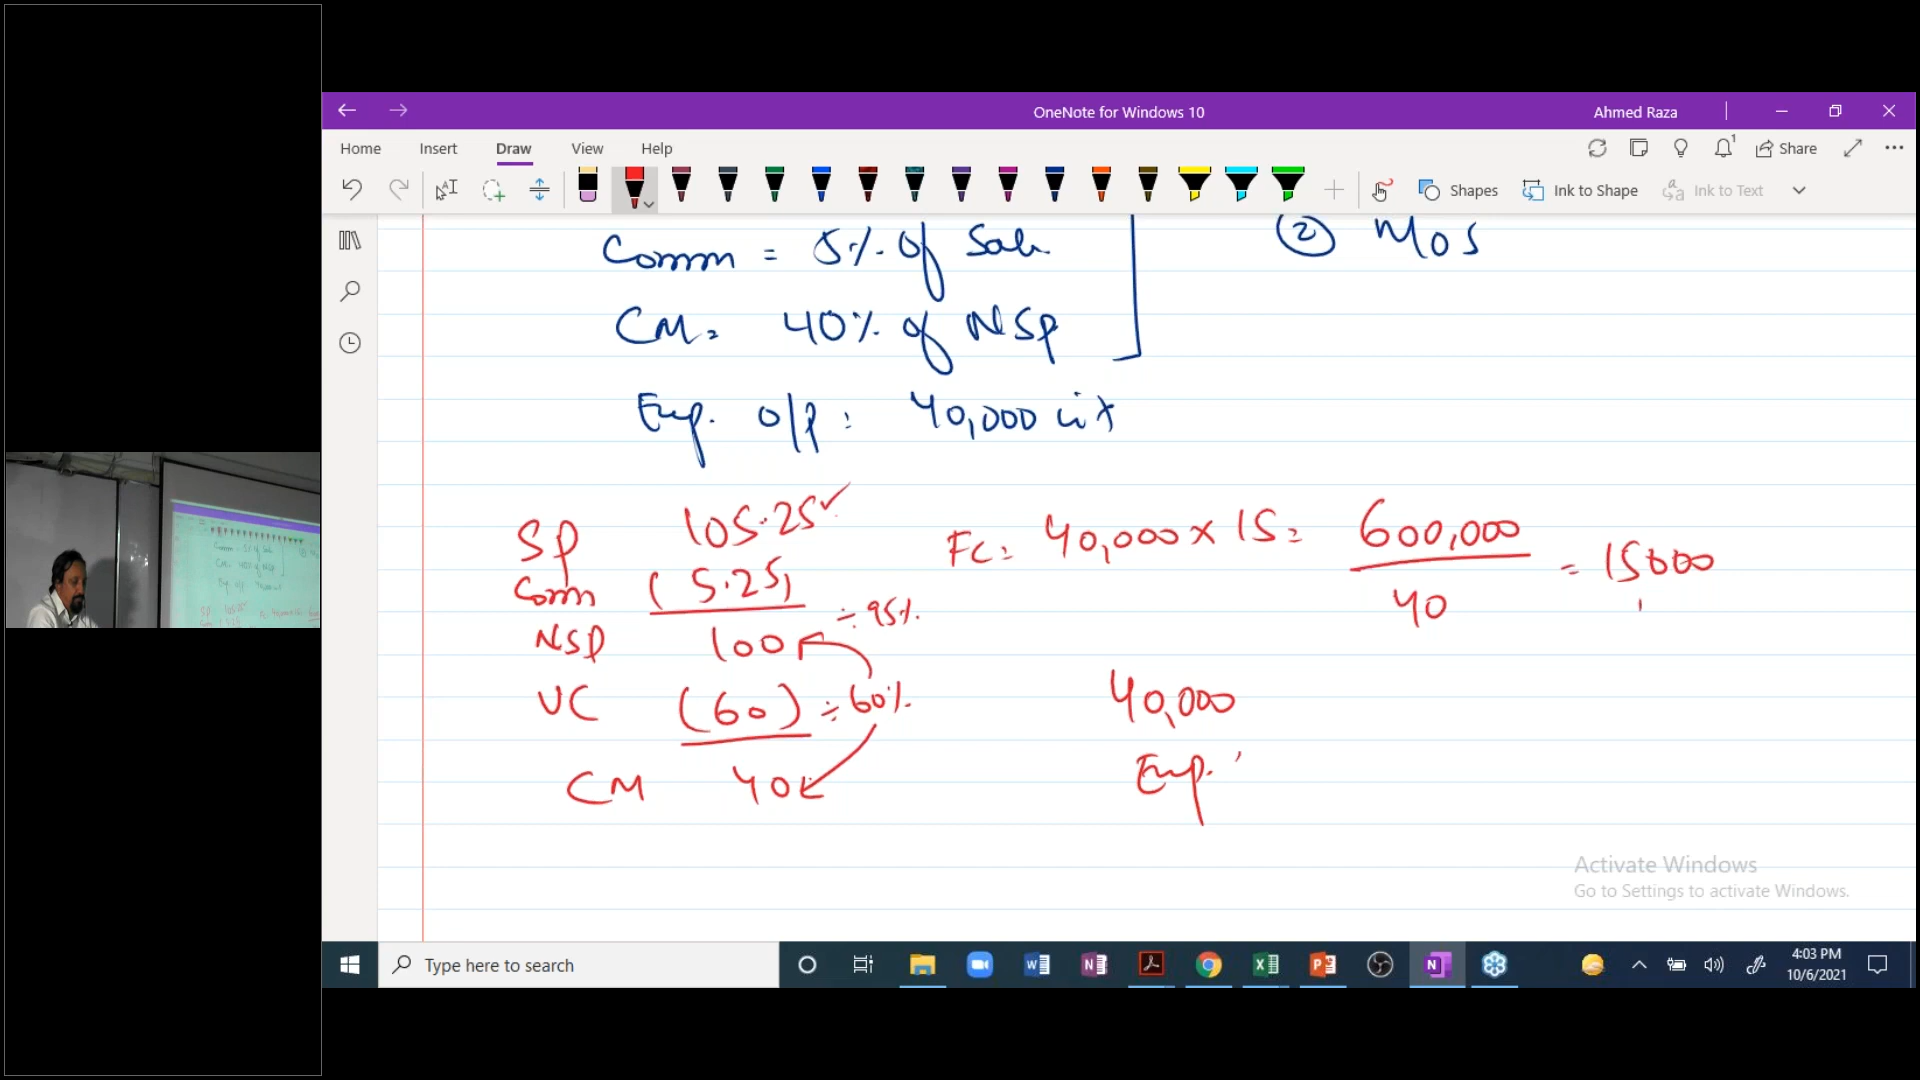 OneNote for Windows 10
Ahmed Raza
Home Insert Draw View Help
1
Share
Shapes
Ink to Shape
Ink to Text
Comm = 5% of Sale
② MOS
CM = 40% of NSP
Exp. o/p : 40,000 unit
SP 105.25
Comm (5.25)
÷ 95%
NSP 100
VC (60) ÷ 60%
CM 40
FC = 40,000 x 15 = 600,000
40
= 15000
40,000
Exp.
Activate Windows
Go to Settings to activate Windows.
Type here to search
4:03 PM
10/6/2021